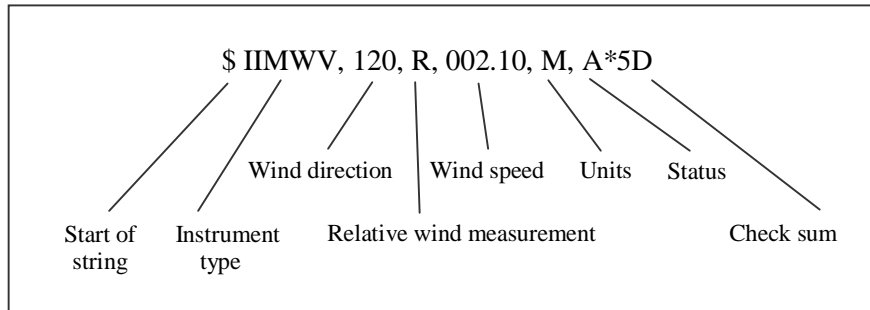 $ IIMWV, 120, R, 002.10, M, A*5D
Wind direction Wind speed Units Status
Start of string Instrument type Relative wind measurement Check sum